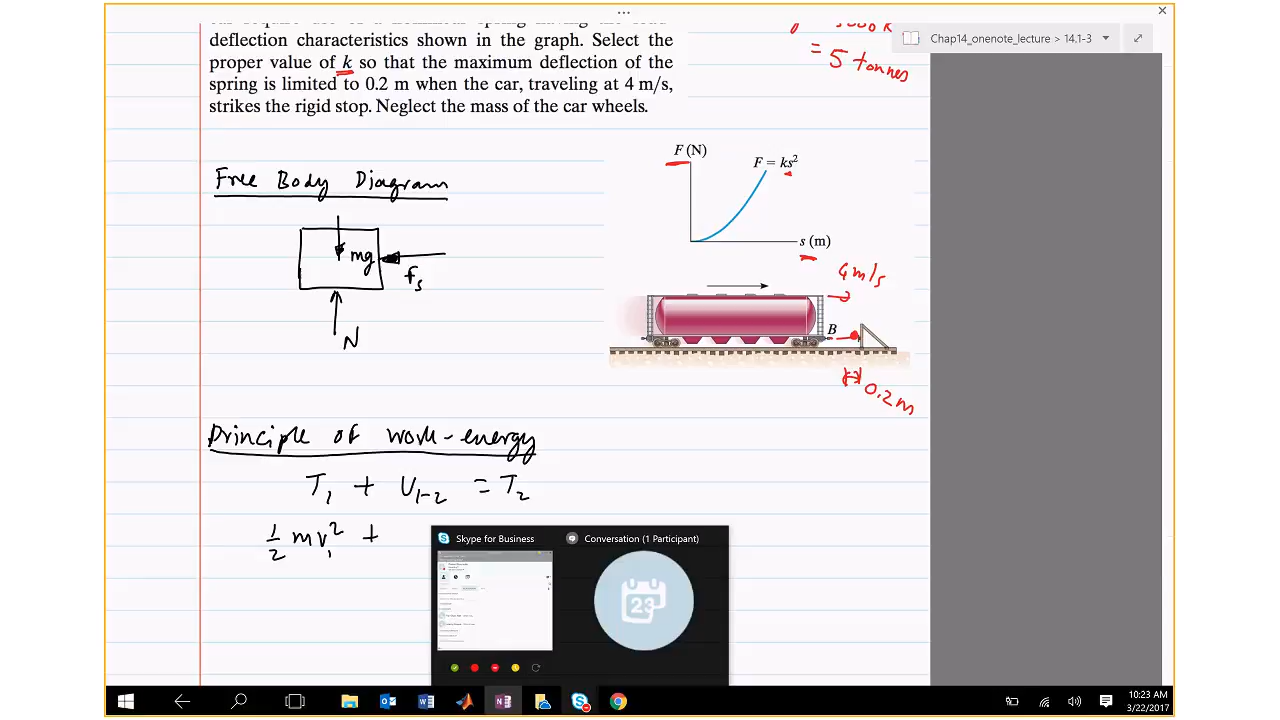 deflection characteristics shown in the graph. Select the
proper value of k so that the maximum deflection of the
spring is limited to 0.2 m when the car, traveling at 4 m/s,
strikes the rigid stop. Neglect the mass of the car wheels.
= 5 tonnes
Chap14_onenote_lecture > 14.1-3
F (N)
F = ks²
s (m)
Free Body Diagram
mg
fs
N
4m/s
B
0.2m
Principle of work-energy
T₁ + U₁₋₂ = T₂
½ mv₁² +
Skype for Business
Conversation (1 Participant)
23
10:23 AM
3/22/2017